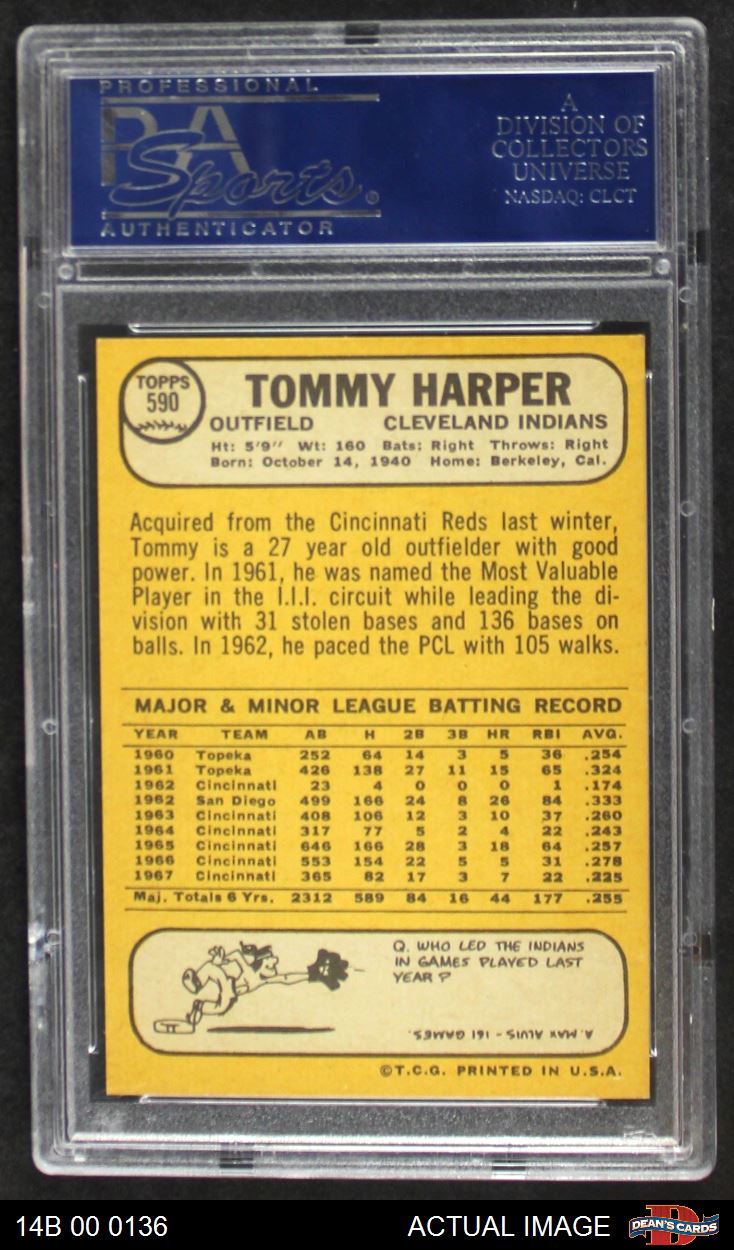 PROFESSIONAL
PSA
Sports
AUTHENTICATOR
A
DIVISION OF
COLLECTORS
UNIVERSE
NASDAQ: CLCT
TOPPS
590
TOMMY HARPER
OUTFIELD CLEVELAND INDIANS
Ht: 5'9" Wt: 160 Bats: Right Throws: Right
Born: October 14, 1940 Home: Berkeley, Cal.
Acquired from the Cincinnati Reds last winter,
Tommy is a 27 year old outfielder with good
power. In 1961, he was named the Most Valuable
Player in the I.I.I. circuit while leading the di-
vision with 31 stolen bases and 136 bases on
balls. In 1962, he paced the PCL with 105 walks.
MAJOR & MINOR LEAGUE BATTING RECORD
YEAR TEAM AB H 2B 3B HR RBI AVG.
1960 Topeka 252 64 14 3 5 36 .254
1961 Topeka 426 138 27 11 15 65 .324
1962 Cincinnati 23 4 0 0 0 1 .174
1962 San Diego 499 166 24 8 26 84 .333
1963 Cincinnati 408 106 12 3 10 37 .260
1964 Cincinnati 317 77 5 2 4 22 .243
1965 Cincinnati 646 166 28 3 18 64 .257
1966 Cincinnati 553 154 22 5 5 31 .278
1967 Cincinnati 365 82 17 3 7 22 .225
Maj. Totals 6 Yrs. 2312 589 84 16 44 177 .255
Q. WHO LED THE INDIANS
IN GAMES PLAYED LAST
YEAR?
A. MAX ALVIS - 161 GAMES.
©T.C.G. PRINTED IN U.S.A.
14B 00 0136 ACTUAL IMAGE
DEAN'S CARDS